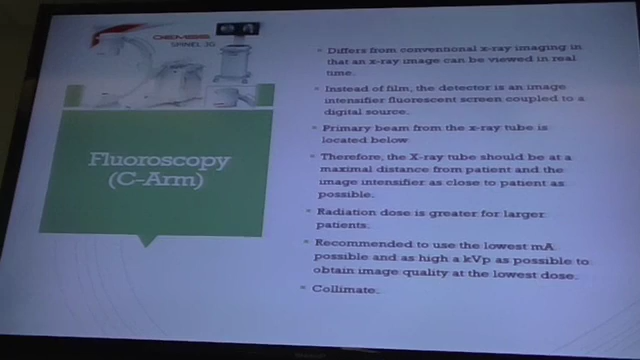 GEMSS
SPINEL 3G
Fluoroscopy
(C-Arm)
Differs from conventional x-ray imaging in
that an x-ray image can be viewed in real
time.
Instead of film, the detector is an image
intensifier fluorescent screen coupled to a
digital source.
Primary beam from the x-ray tube is
located below
Therefore, the X-ray tube should be at a
maximal distance from patient and the
image intensifier as close to patient as
possible.
Radiation dose is greater for larger
patients.
Recommended to use the lowest mA
possible and as high a kVp as possible to
obtain image quality at the lowest dose.
Collimate.